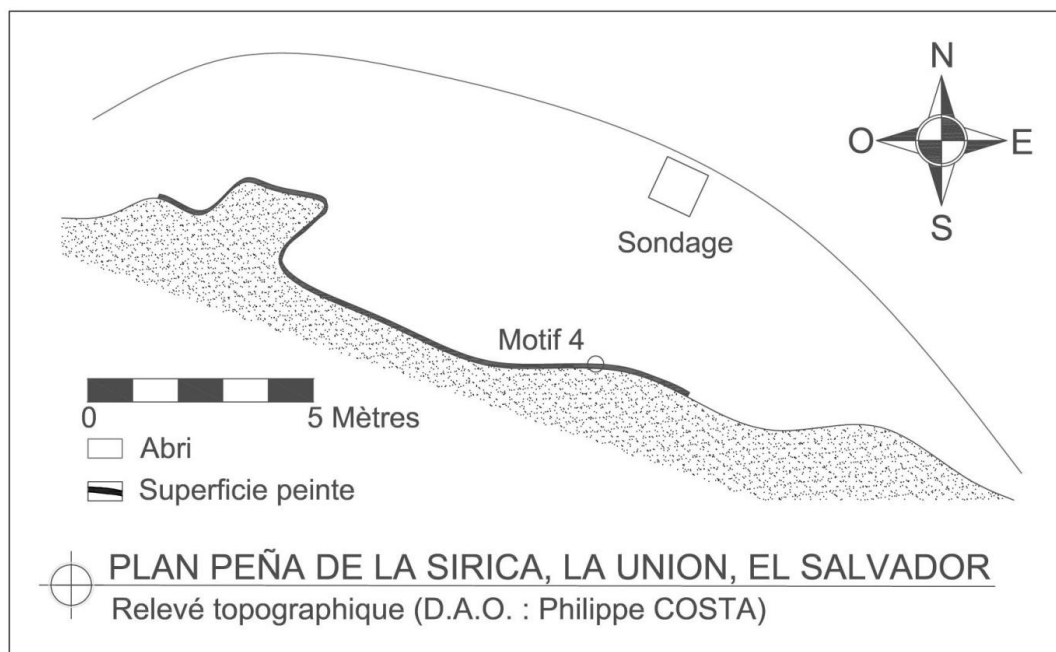 N
O E
S
Sondage
Motif 4
0 5 Mètres
Abri
Superficie peinte
PLAN PEÑA DE LA SIRICA, LA UNION, EL SALVADOR
Relevé topographique (D.A.O. : Philippe COSTA)